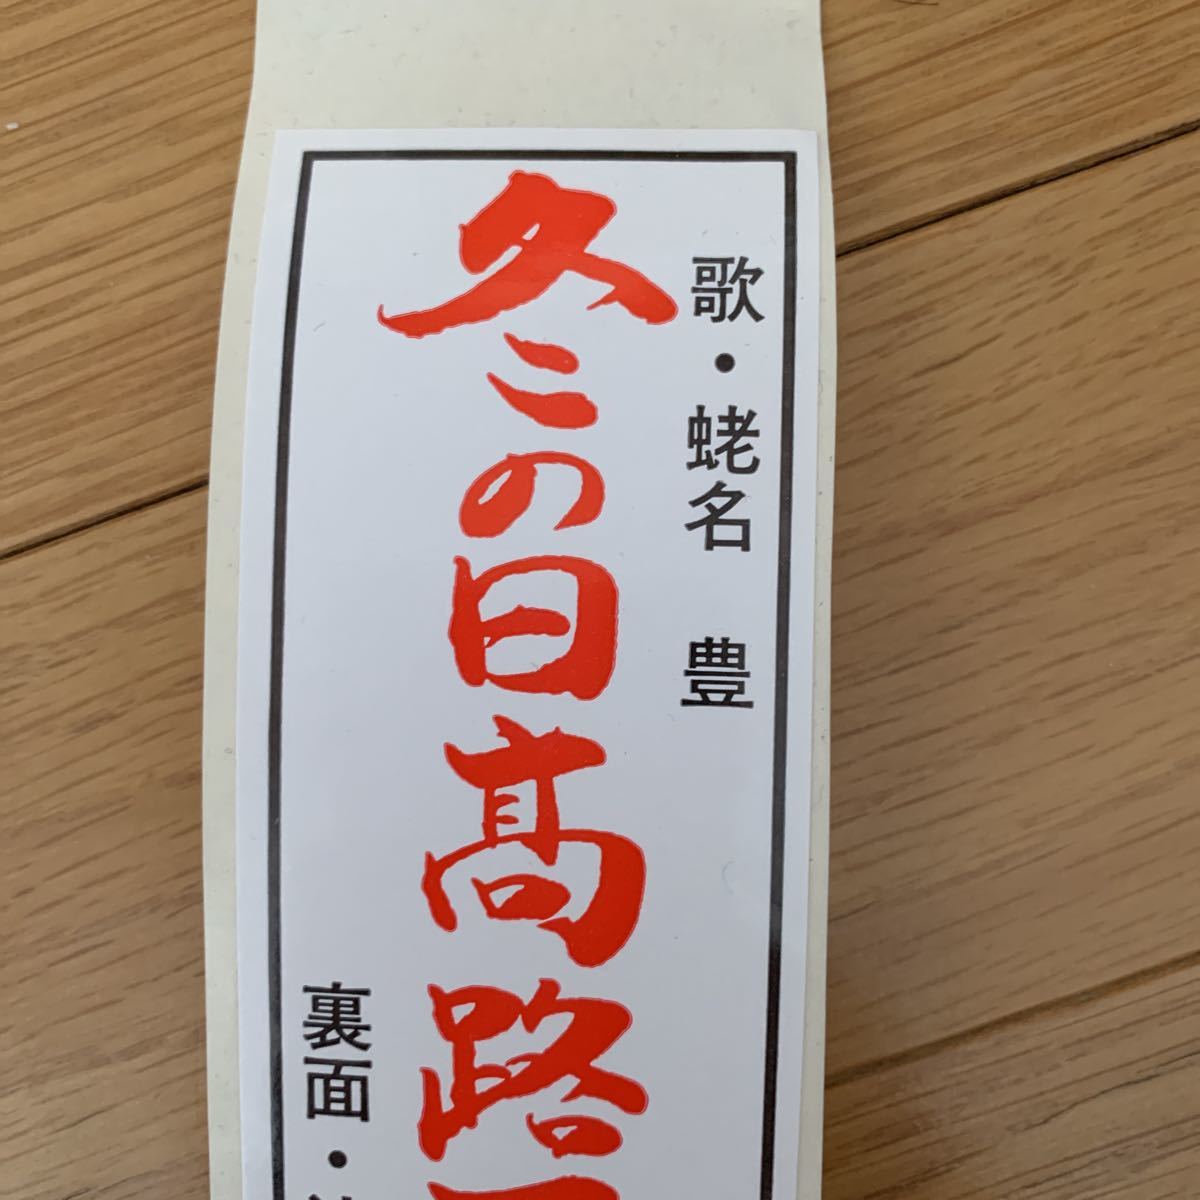 歌・蛯名 豊
冬の日高路
裏面・